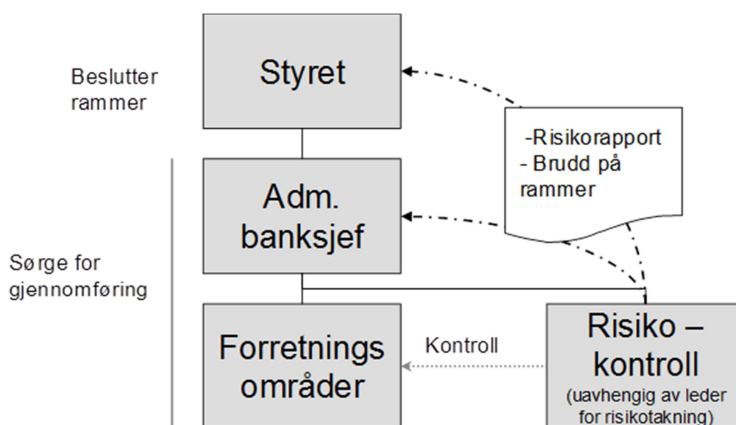 Styret
Beslutter
rammer
-Risikorapport
- Brudd på
rammer
Adm.
banksjef
Sørge for
gjennomføring
Forretnings
områder
Kontroll
Risiko –
kontroll
(uavhengig av leder
for risikotakning)